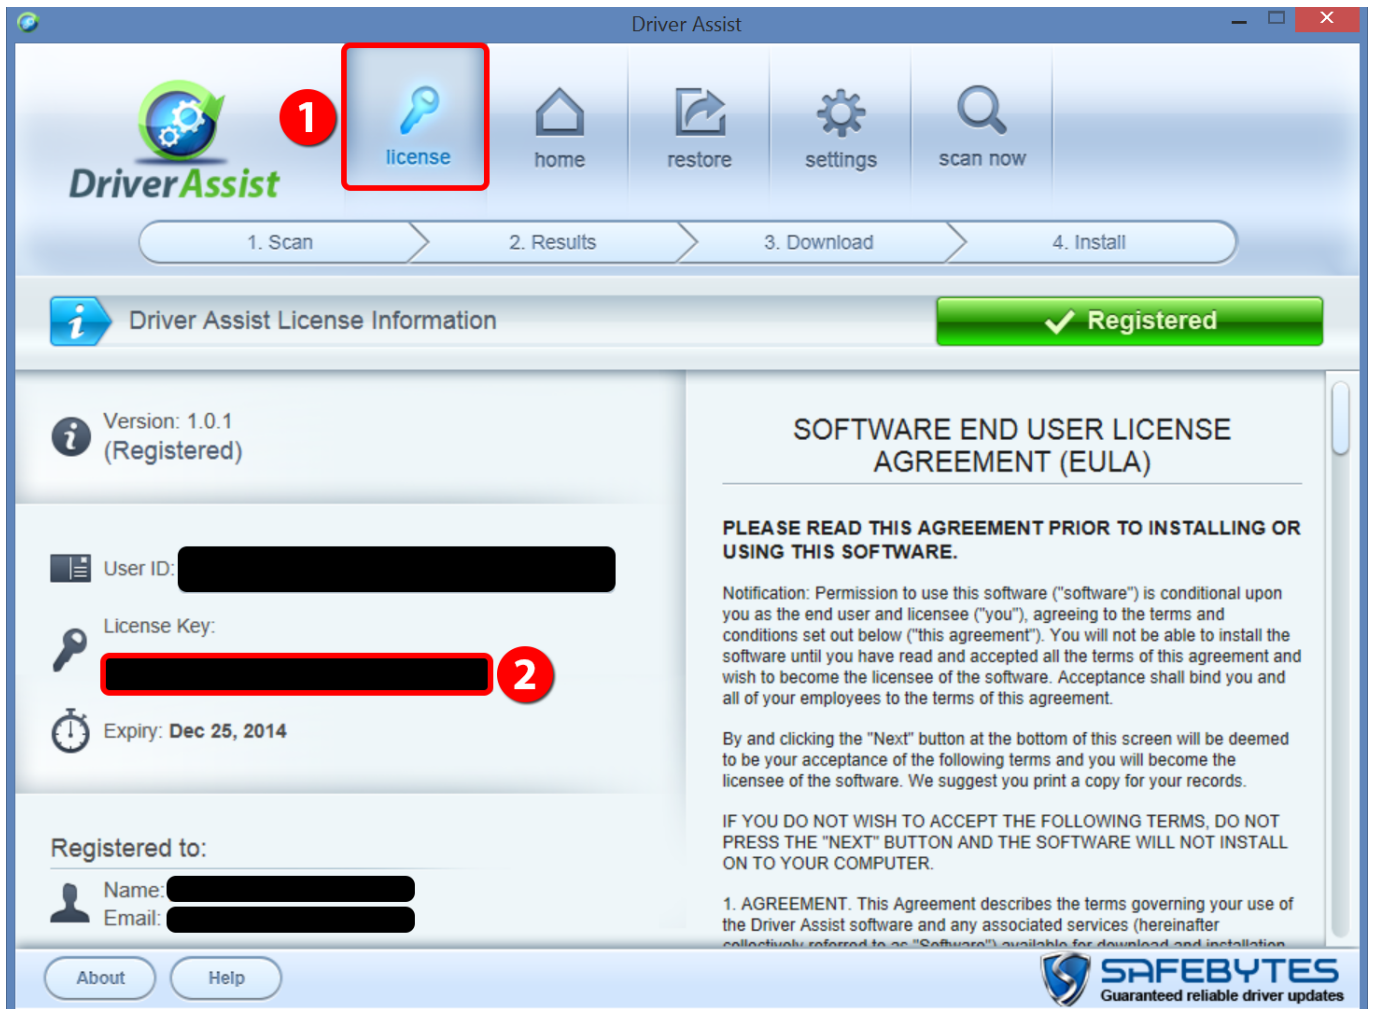 Driver Assist
1
license
home
restore
settings
scan now
DriverAssist
1. Scan
2. Results
3. Download
4. Install
i
Driver Assist License Information
Registered
i
Version: 1.0.1
(Registered)
User ID:
License Key:
2
Expiry: Dec 25, 2014
Registered to:
Name:
Email:
SOFTWARE END USER LICENSE
AGREEMENT (EULA)
PLEASE READ THIS AGREEMENT PRIOR TO INSTALLING OR
USING THIS SOFTWARE.
Notification: Permission to use this software ("software") is conditional upon
you as the end user and licensee ("you"), agreeing to the terms and
conditions set out below ("this agreement"). You will not be able to install the
software until you have read and accepted all the terms of this agreement and
wish to become the licensee of the software. Acceptance shall bind you and
all of your employees to the terms of this agreement.
By and clicking the "Next" button at the bottom of this screen will be deemed
to be your acceptance of the following terms and you will become the
licensee of the software. We suggest you print a copy for your records.
IF YOU DO NOT WISH TO ACCEPT THE FOLLOWING TERMS, DO NOT
PRESS THE "NEXT" BUTTON AND THE SOFTWARE WILL NOT INSTALL
ON TO YOUR COMPUTER.
1. AGREEMENT. This Agreement describes the terms governing your use of
the Driver Assist software and any associated services (hereinafter
collectively referred to as "Software") available for download and installation
About
Help
SAFEBYTES
Guaranteed reliable driver updates